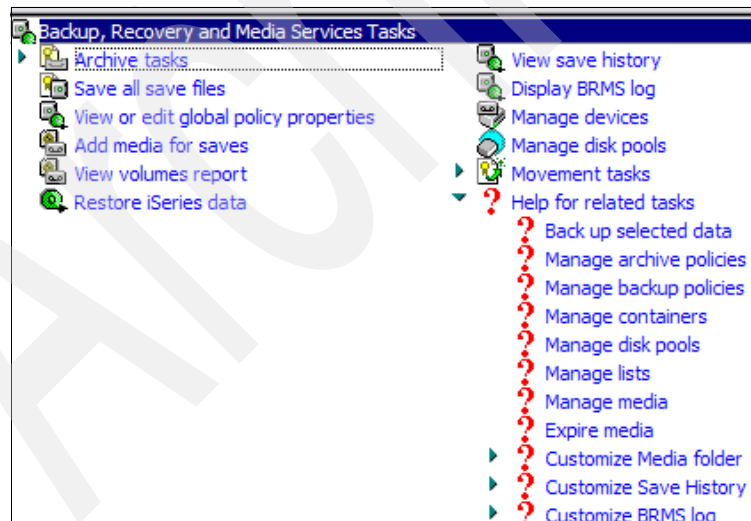 Backup, Recovery and Media Services Tasks
Archive tasks
Save all save files
View or edit global policy properties
Add media for saves
View volumes report
Restore iSeries data
View save history
Display BRMS log
Manage devices
Manage disk pools
Movement tasks
Help for related tasks
Back up selected data
Manage archive policies
Manage backup policies
Manage containers
Manage disk pools
Manage lists
Manage media
Expire media
Customize Media folder
Customize Save History
Customize BRMS log